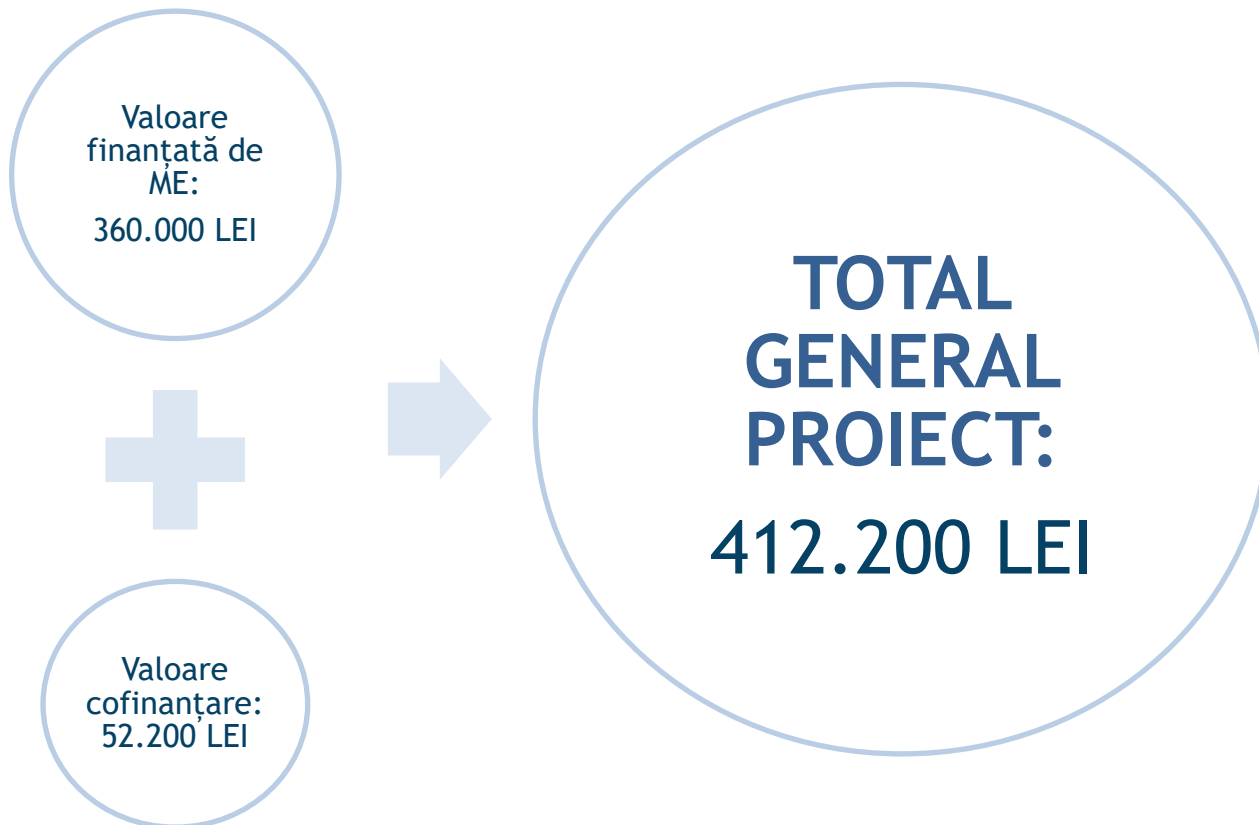 Valoare
finanțată de
ME:
360.000 LEI
Valoare
cofinanțare:
52.200 LEI
TOTAL
GENERAL
PROIECT:
412.200 LEI